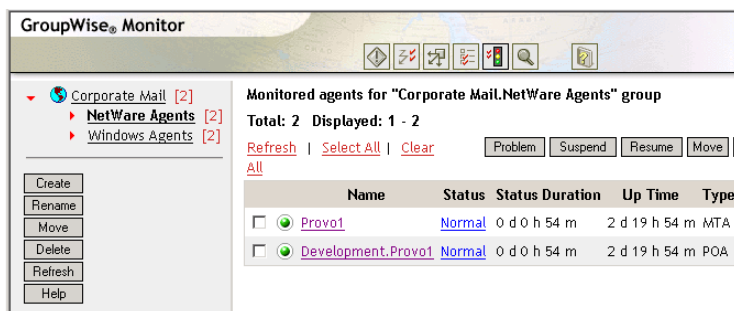 GroupWise® Monitor
Corporate Mail [2]
NetWare Agents [2]
Windows Agents [2]
Create
Rename
Move
Delete
Refresh
Help
Monitored agents for "Corporate Mail.NetWare Agents" group
Total: 2 Displayed: 1 - 2
Refresh | Select All | Clear
All
Problem Suspend Resume Move
Name Status Status Duration Up Time Type
Provo1 Normal 0 d 0 h 54 m 2 d 19 h 54 m MTA
Development.Provo1 Normal 0 d 0 h 54 m 2 d 19 h 54 m POA